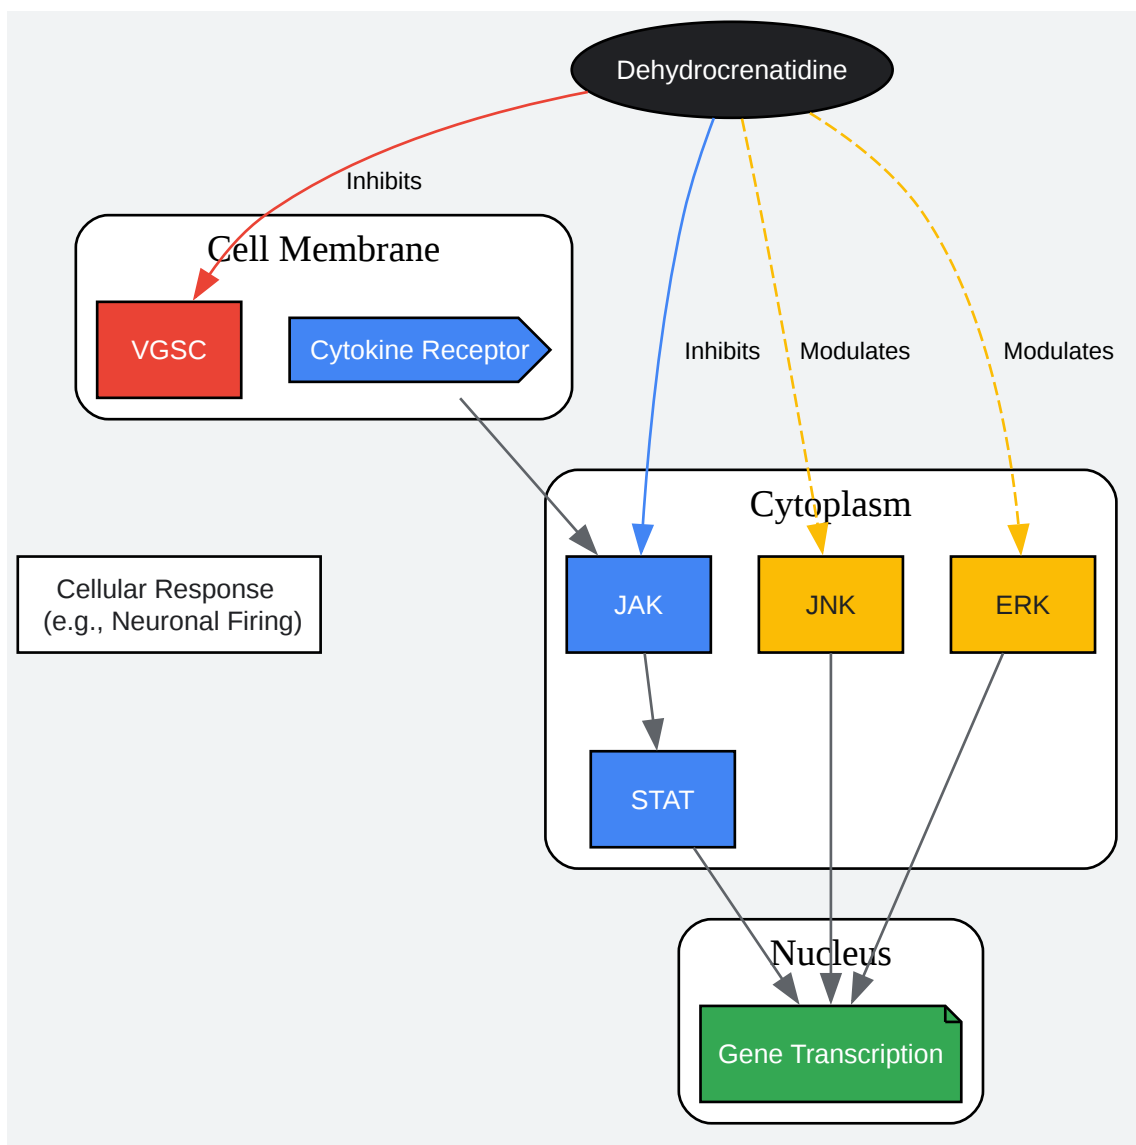 Dehydrocrenatidine
Inhibits
Cell Membrane
VGSC
Cytokine Receptor
Inhibits
Modulates
Modulates
Cytoplasm
Cellular Response
(e.g., Neuronal Firing)
JAK
JNK
ERK
STAT
Nucleus
Gene Transcription